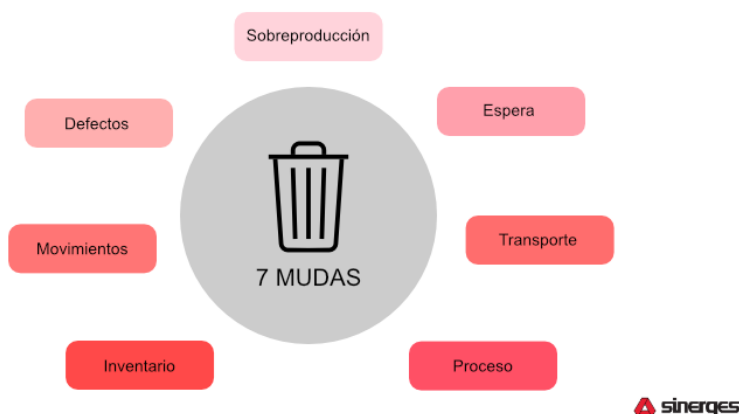 Sobreproducción
Espera
Defectos
Transporte
Movimientos
7 MUDAS
Proceso
Inventario
sinerges